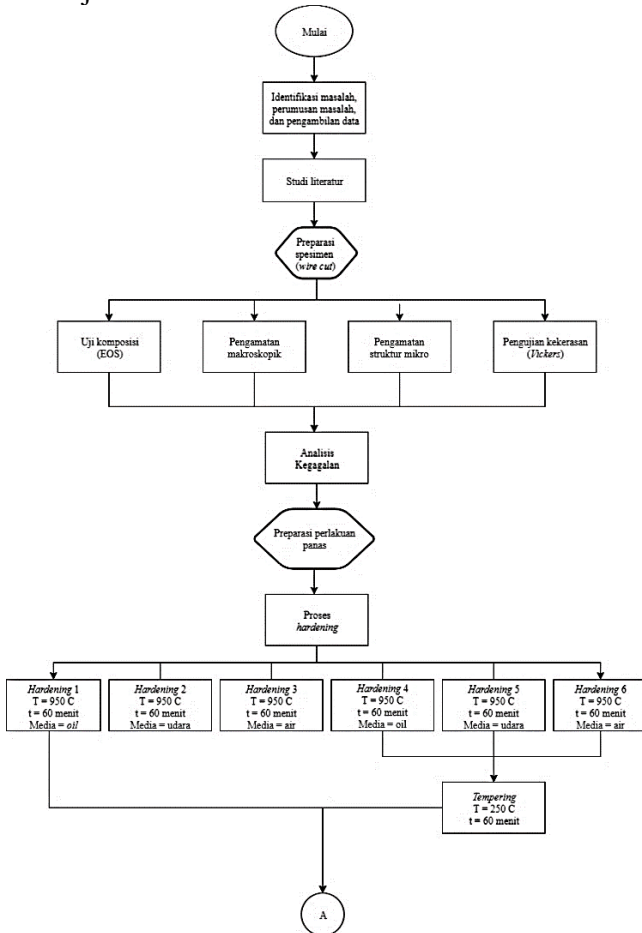 Mulai
Identifikasi masalah,
perumusan masalah,
dan pengambilan data
Studi literatur
Preparasi
spesimen
(wire cut)
Uji komposisi
(EOS)
Pengamatan
makroskopik
Pengamatan
struktur mikro
Pengujian kekerasan
(Vickers)
Analisis
Kegagalan
Preparasi perlakuan
panas
Proses
hardening
Hardening 1
T = 950 C
t = 60 menit
Media = oil
Hardening 2
T = 950 C
t = 60 menit
Media = udara
Hardening 3
T = 950 C
t = 60 menit
Media = air
Hardening 4
T = 950 C
t = 60 menit
Media = oil
Hardening 5
T = 950 C
t = 60 menit
Media = udara
Hardening 6
T = 950 C
t = 60 menit
Media = air
Tempering
T = 250 C
t = 60 menit
A